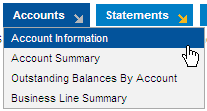 Accounts Statements
Account Information
Account Summary
Outstanding Balances By Account
Business Line Summary